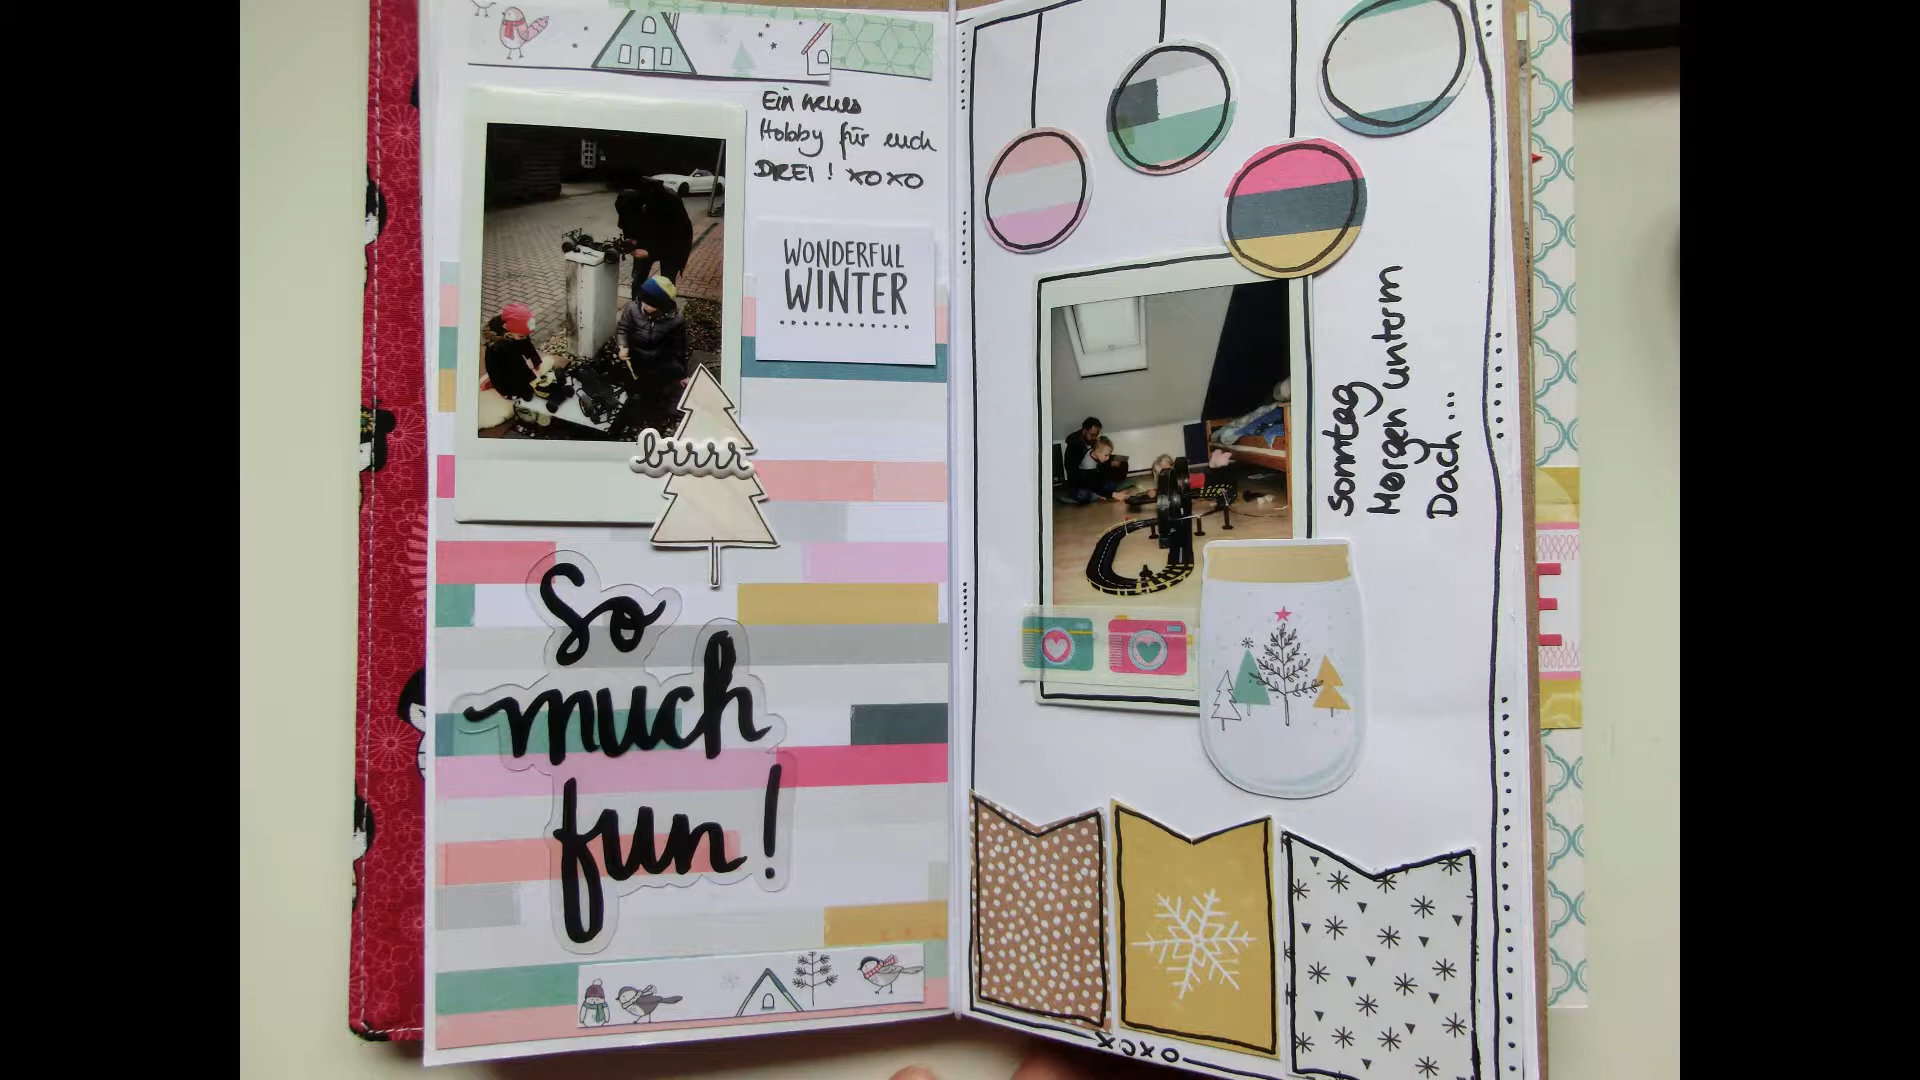 Ein neues
Hobby für euch
DREI! XOXO
WONDERFUL
WINTER
brrrr
So
much
fun!
Sonntag
Morgen unterm
Dach...
XOXO
E